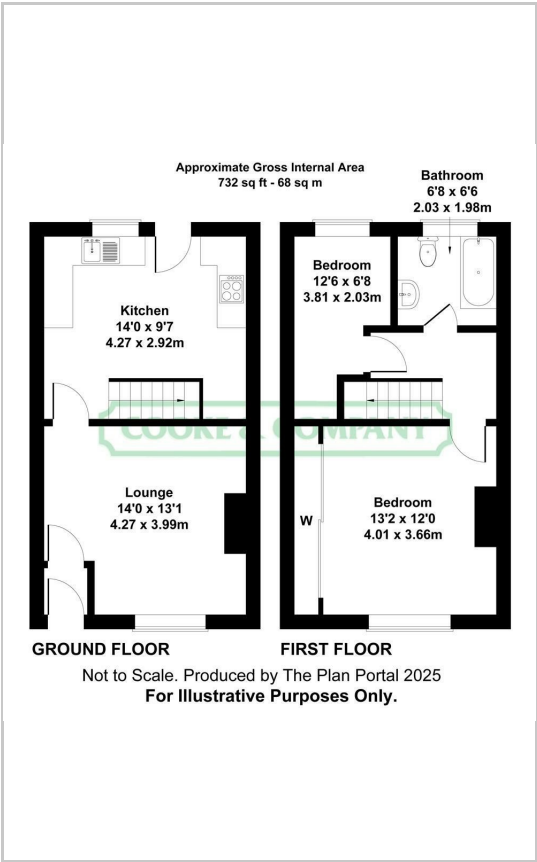 Approximate Gross Internal Area
732 sq ft - 68 sq m
Bathroom
6'8 x 6'6
2.03 x 1.98m
Bedroom
12'6 x 6'8
3.81 x 2.03m
Kitchen
14'0 x 9'7
4.27 x 2.92m
COOKE & COMPANY
Lounge
14'0 x 13'1
4.27 x 3.99m
W
Bedroom
13'2 x 12'0
4.01 x 3.66m
GROUND FLOOR
FIRST FLOOR
Not to Scale. Produced by The Plan Portal 2025
For Illustrative Purposes Only.